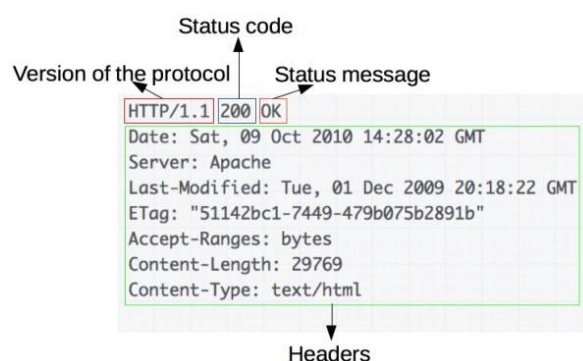 Status code
Version of the protocol Status message
HTTP/1.1 200 OK
Date: Sat, 09 Oct 2010 14:28:02 GMT
Server: Apache
Last-Modified: Tue, 01 Dec 2009 20:18:22 GMT
ETag: "51142bc1-7449-479b075b2891b"
Accept-Ranges: bytes
Content-Length: 29769
Content-Type: text/html
Headers